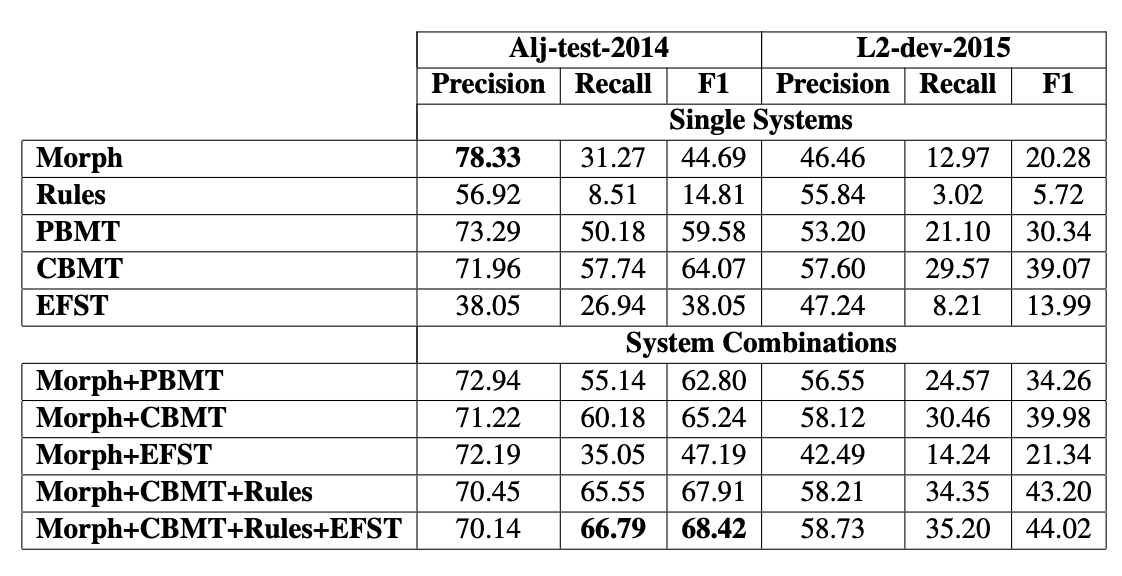 Alj-test-2014 L2-dev-2015
Precision Recall F1 Precision Recall F1
Single Systems
Morph 78.33 31.27 44.69 46.46 12.97 20.28
Rules 56.92 8.51 14.81 55.84 3.02 5.72
PBMT 73.29 50.18 59.58 53.20 21.10 30.34
CBMT 71.96 57.74 64.07 57.60 29.57 39.07
EFST 38.05 26.94 38.05 47.24 8.21 13.99
System Combinations
Morph+PBMT 72.94 55.14 62.80 56.55 24.57 34.26
Morph+CBMT 71.22 60.18 65.24 58.12 30.46 39.98
Morph+EFST 72.19 35.05 47.19 42.49 14.24 21.34
Morph+CBMT+Rules 70.45 65.55 67.91 58.21 34.35 43.20
Morph+CBMT+Rules+EFST 70.14 66.79 68.42 58.73 35.20 44.02